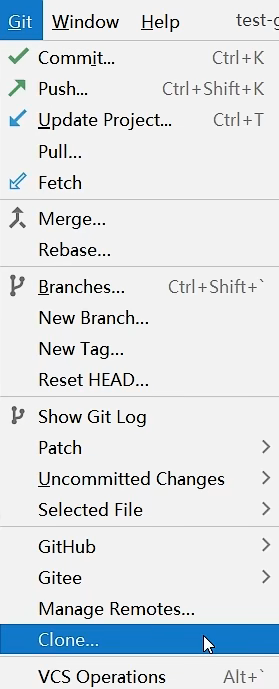 Git Window Help test-g
Commit... Ctrl+K
Push... Ctrl+Shift+K
Update Project... Ctrl+T
Pull...
Fetch
Merge...
Rebase...
Branches... Ctrl+Shift+`
New Branch...
New Tag...
Reset HEAD...
Show Git Log
Patch
Uncommitted Changes
Selected File
GitHub
Gitee
Manage Remotes...
Clone...
VCS Operations Alt+`